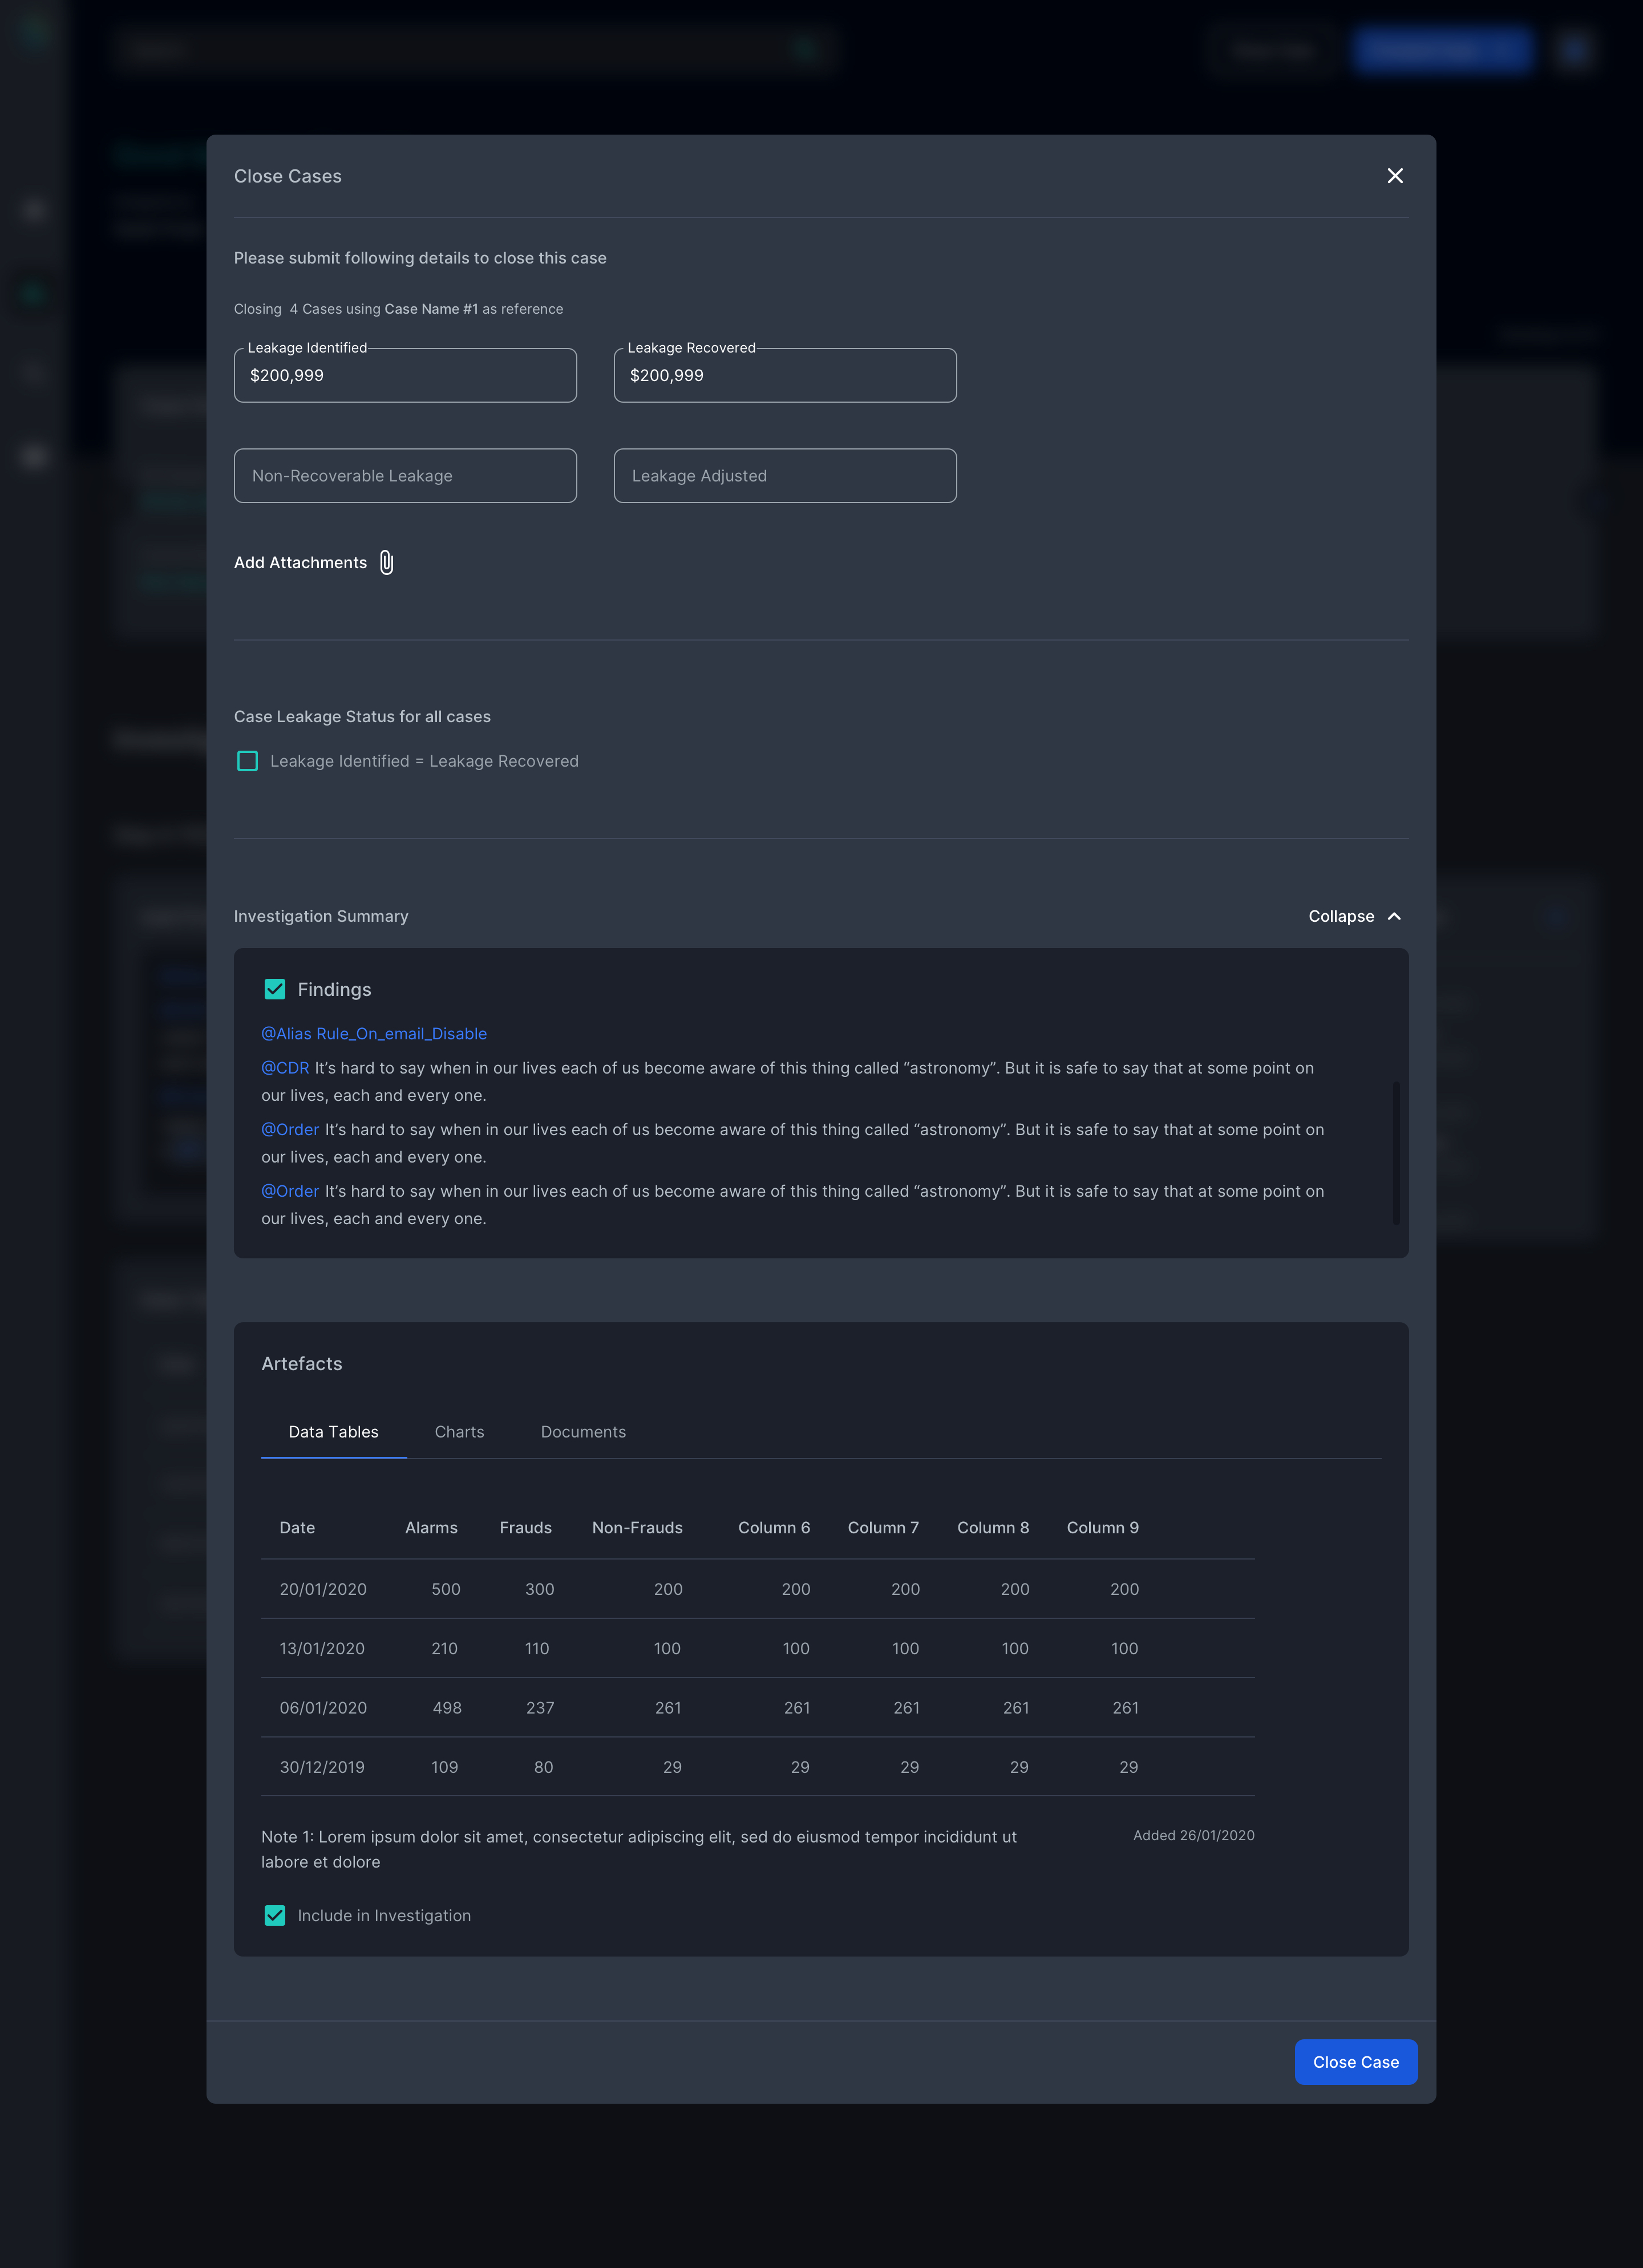 Close Cases
Please submit following details to close this case
Closing 4 Cases using Case Name #1 as reference
Leakage Identified
Leakage Recovered
$200,999
$200,999
Non-Recoverable Leakage
Leakage Adjusted
Add Attachments
Case Leakage Status for all cases
Leakage Identified = Leakage Recovered
Investigation Summary
Collapse
Findings
@Alias Rule_On_email_Disable
@CDR It’s hard to say when in our lives each of us become aware of this thing called “astronomy”. But it is safe to say that at some point on
our lives, each and every one.
@Order It’s hard to say when in our lives each of us become aware of this thing called “astronomy”. But it is safe to say that at some point on
our lives, each and every one.
@Order It’s hard to say when in our lives each of us become aware of this thing called “astronomy”. But it is safe to say that at some point on
our lives, each and every one.
Artefacts
Data Tables Charts Documents
Date Alarms Frauds Non-Frauds Column 6 Column 7 Column 8 Column 9
20/01/2020 500 300 200 200 200 200 200
13/01/2020 210 110 100 100 100 100 100
06/01/2020 498 237 261 261 261 261 261
30/12/2019 109 80 29 29 29 29 29
Note 1: Lorem ipsum dolor sit amet, consectetur adipiscing elit, sed do eiusmod tempor incididunt ut
labore et dolore
Added 26/01/2020
Include in Investigation
Close Case